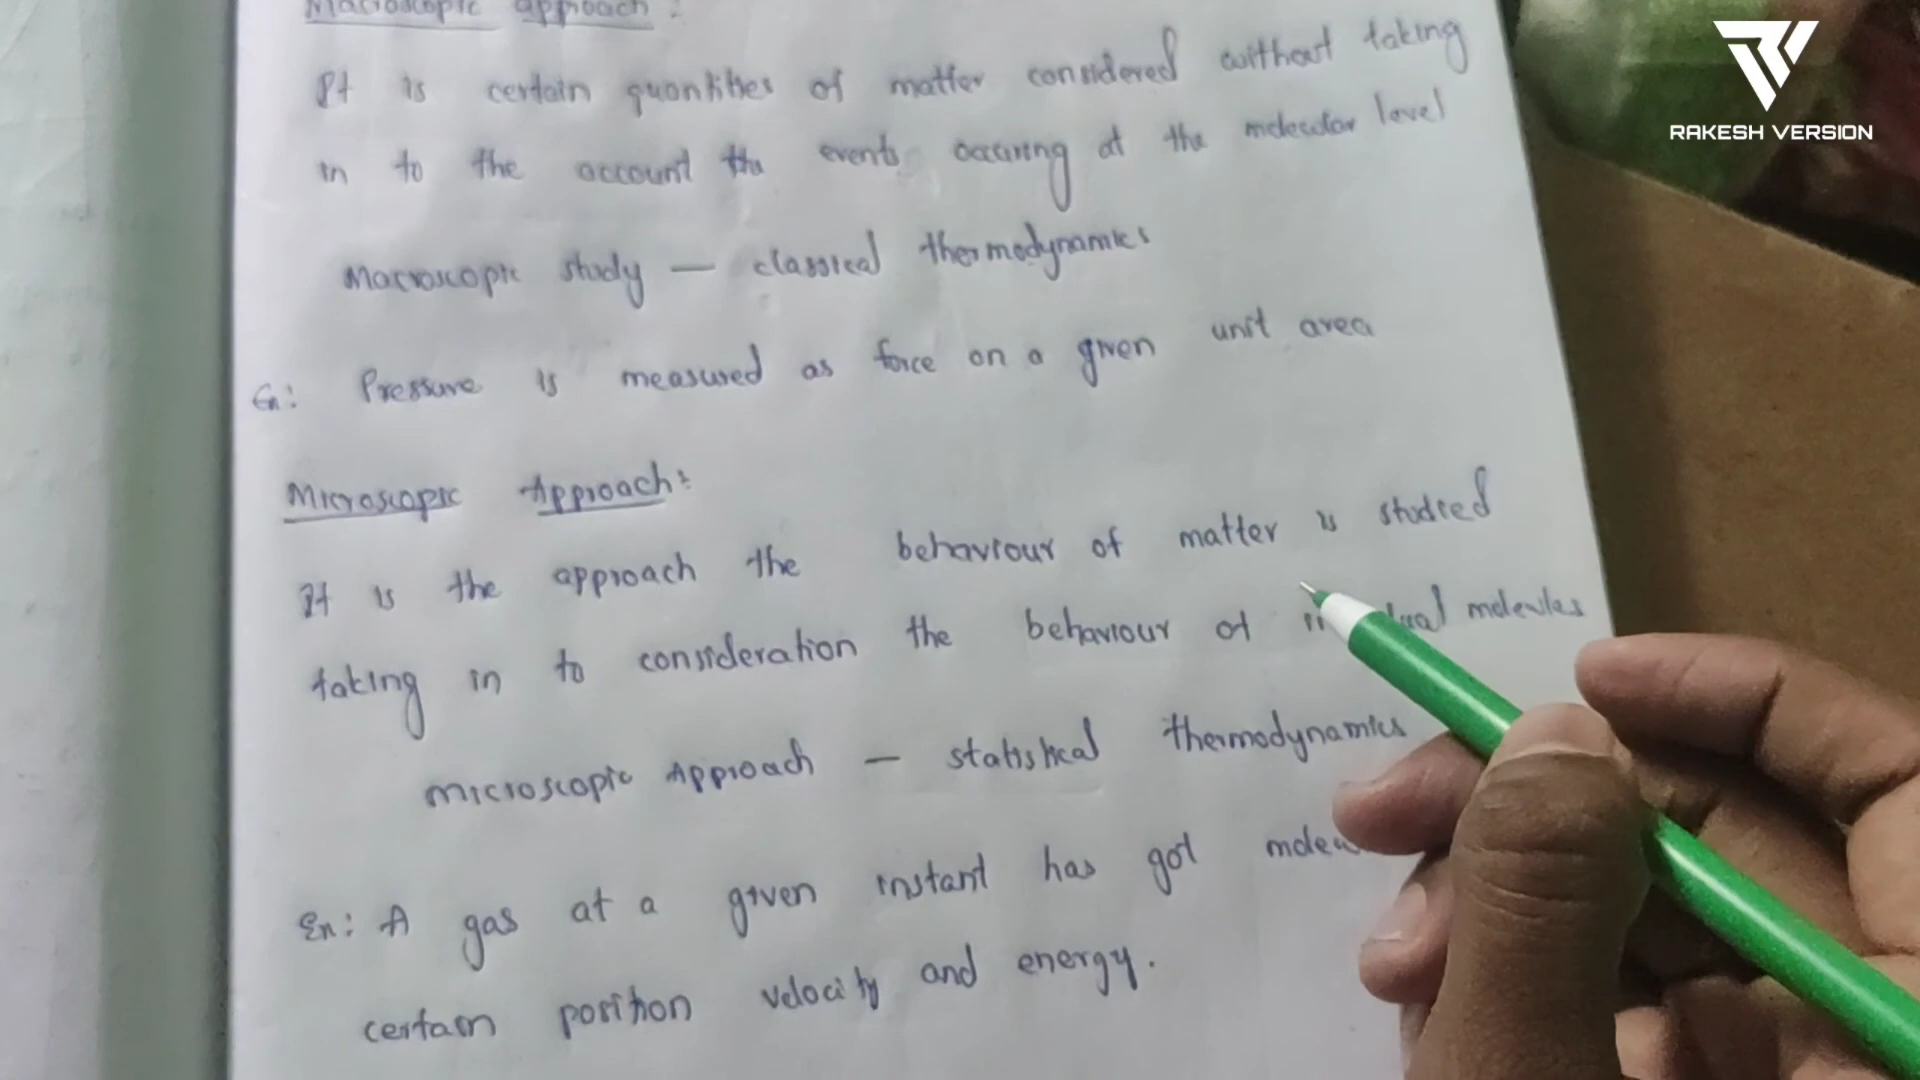 Macroscopic approach :
It is certain quantities of matter considered without taking
in to the account the events occuring at the molecular level
Macroscopic study — classical thermodynamics
Ex: Pressure is measured as force on a given unit area
Microscopic Approach:
It is the approach the behaviour of matter is studied
taking in to consideration the behaviour of molecules
microscopic Approach — statistical thermodynamics
Ex: A gas at a given instant has got
certain position velocity and energy.
RAKESH VERSION